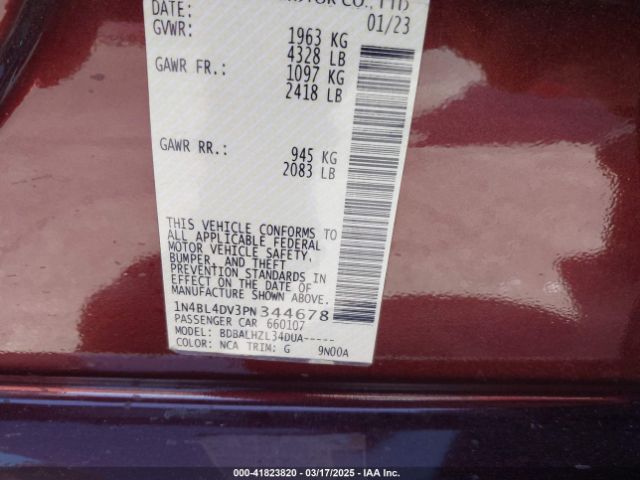 DATE: 01/23
GVWR: 1963 KG
4328 LB
GAWR FR.: 1097 KG
2418 LB
GAWR RR.: 945 KG
2083 LB
THIS VEHICLE CONFORMS TO
ALL APPLICABLE FEDERAL
MOTOR VEHICLE SAFETY,
BUMPER, AND THEFT
PREVENTION STANDARDS IN
EFFECT ON THE DATE OF
MANUFACTURE SHOWN ABOVE.
1N4BL4DV3PN344678
PASSENGER CAR 660107
MODEL: BDBALHZL34DUA-----
COLOR: NCA TRIM: G 9N00A
00-41823820 — 03/17/2025 — IAA Inc.